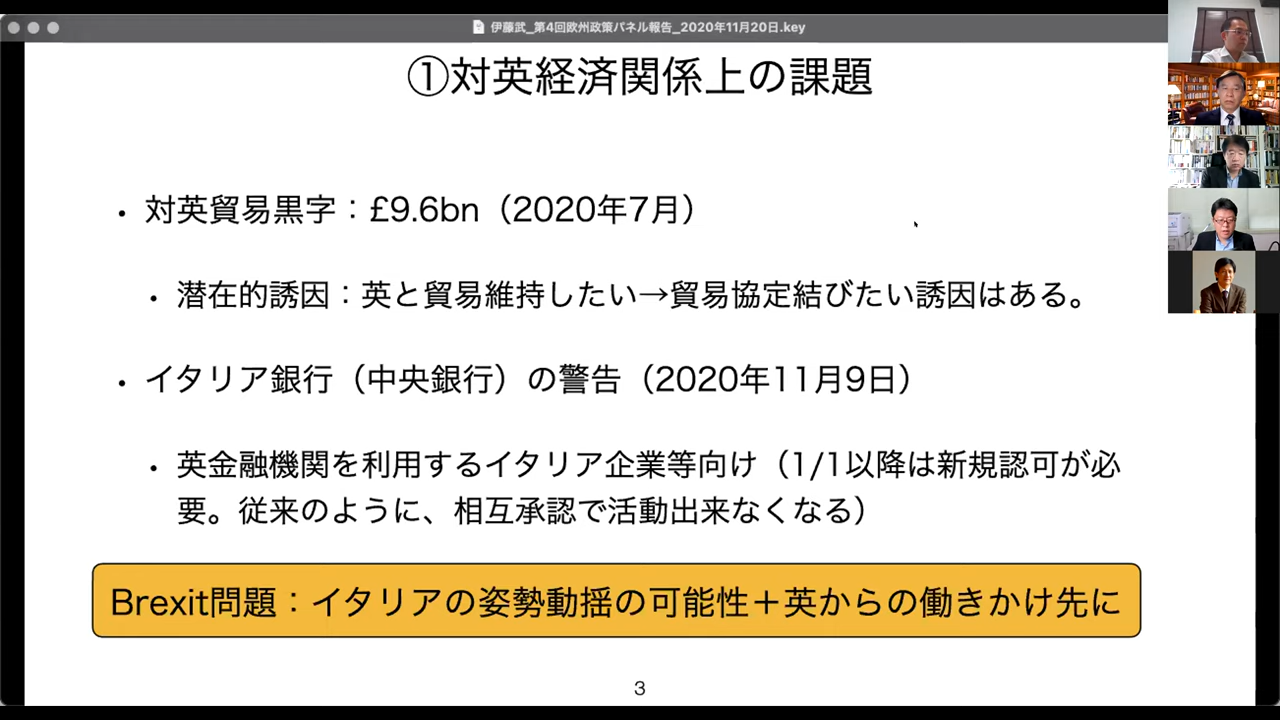 伊藤武_第4回欧州政策パネル報告_2020年11月20日.key
①対英経済関係上の課題
・対英貿易黒字：£9.6bn（2020年7月）
・潜在的誘因：英と貿易維持したい→貿易協定結びたい誘因はある。
・イタリア銀行（中央銀行）の警告（2020年11月9日）
・英金融機関を利用するイタリア企業等向け（1/1以降は新規認可が必
要。従来のように、相互承認で活動出来なくなる）
Brexit問題：イタリアの姿勢動揺の可能性＋英からの働きかけ先に
3